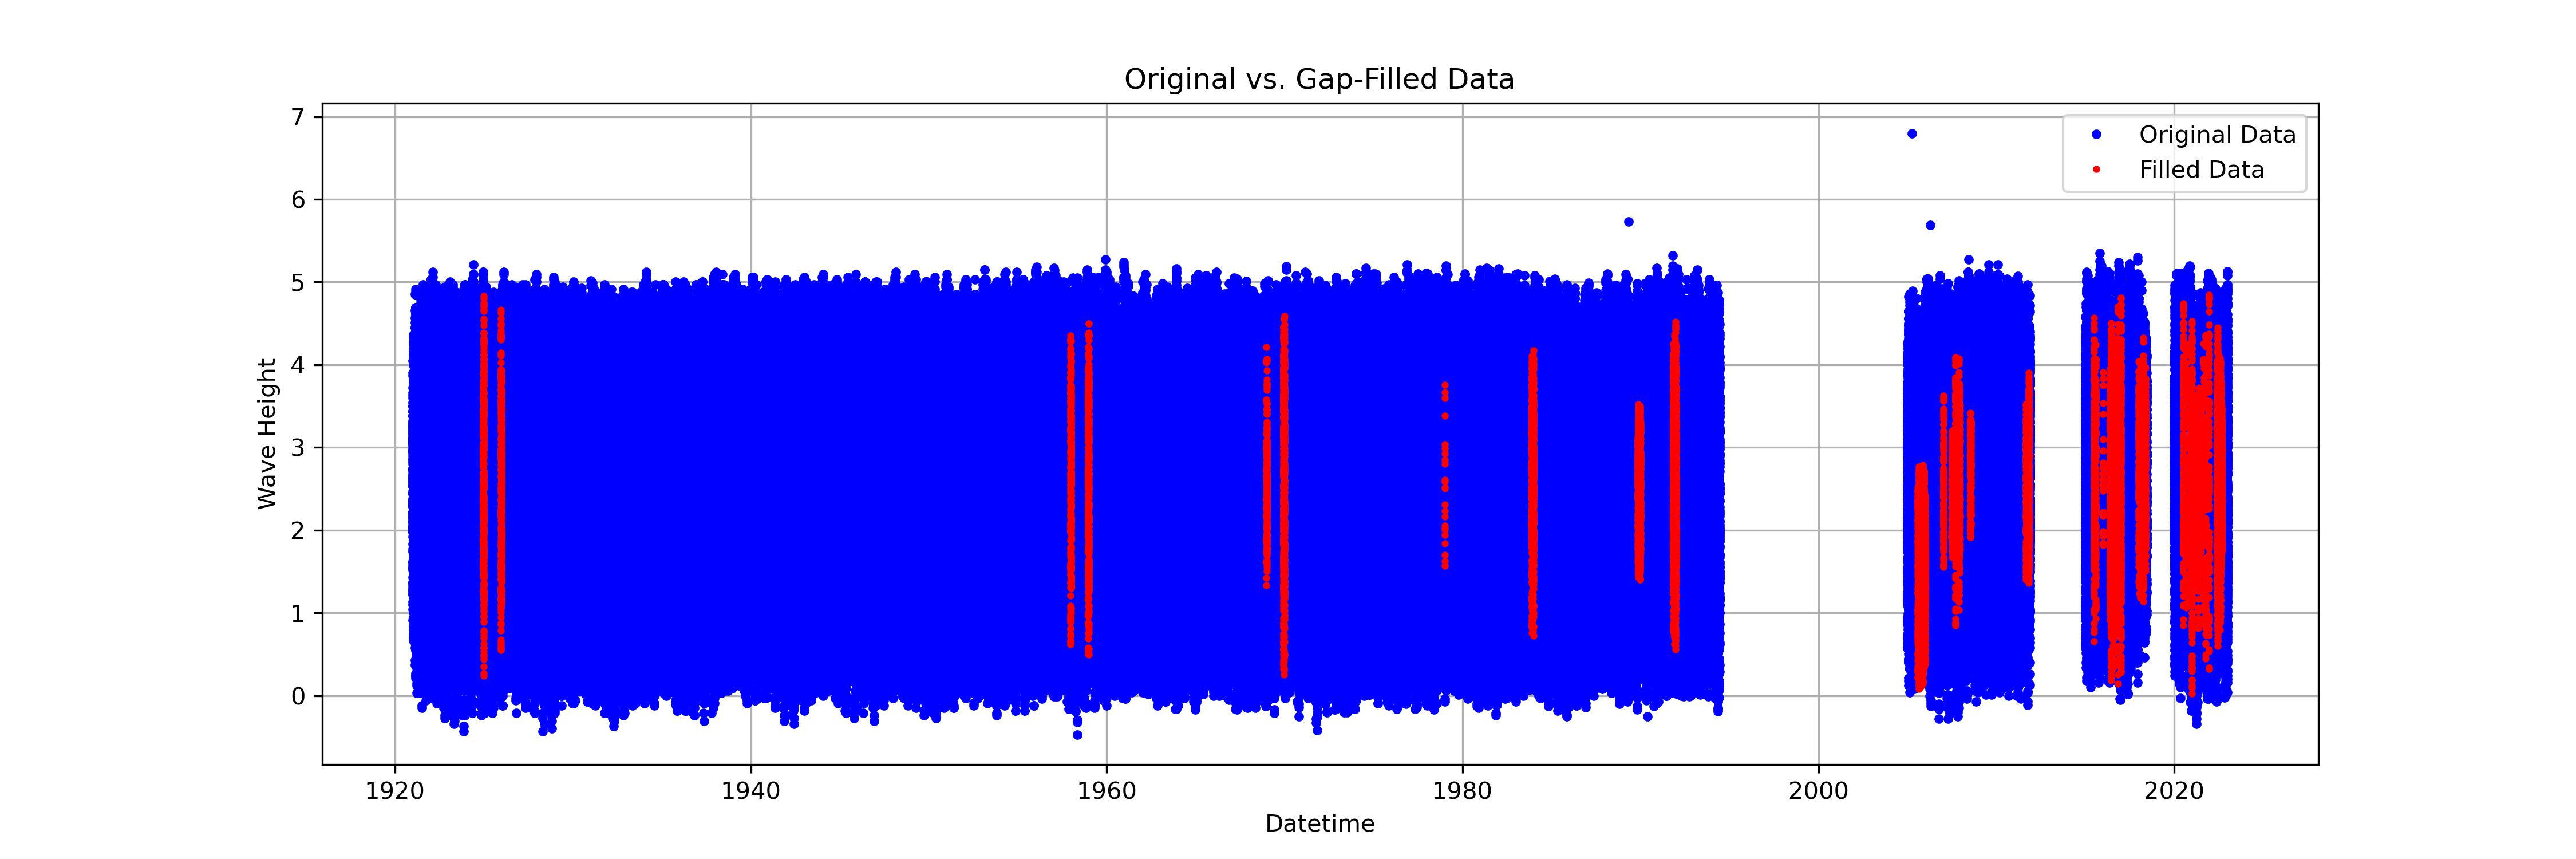 Original vs. Gap-Filled Data
Original Data
Filled Data
Wave Height
7
6
5
4
3
2
1
0
1920
1940
1960
1980
2000
2020
Datetime